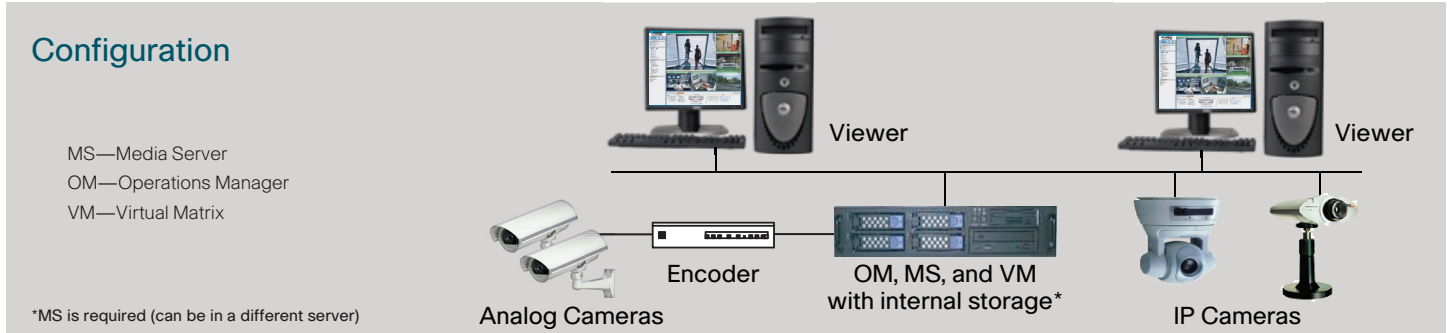 Configuration
MS—Media Server
OM—Operations Manager
VM—Virtual Matrix
*MS is required (can be in a different server)
Viewer
Viewer
Encoder
OM, MS, and VM
with internal storage*
Analog Cameras
IP Cameras